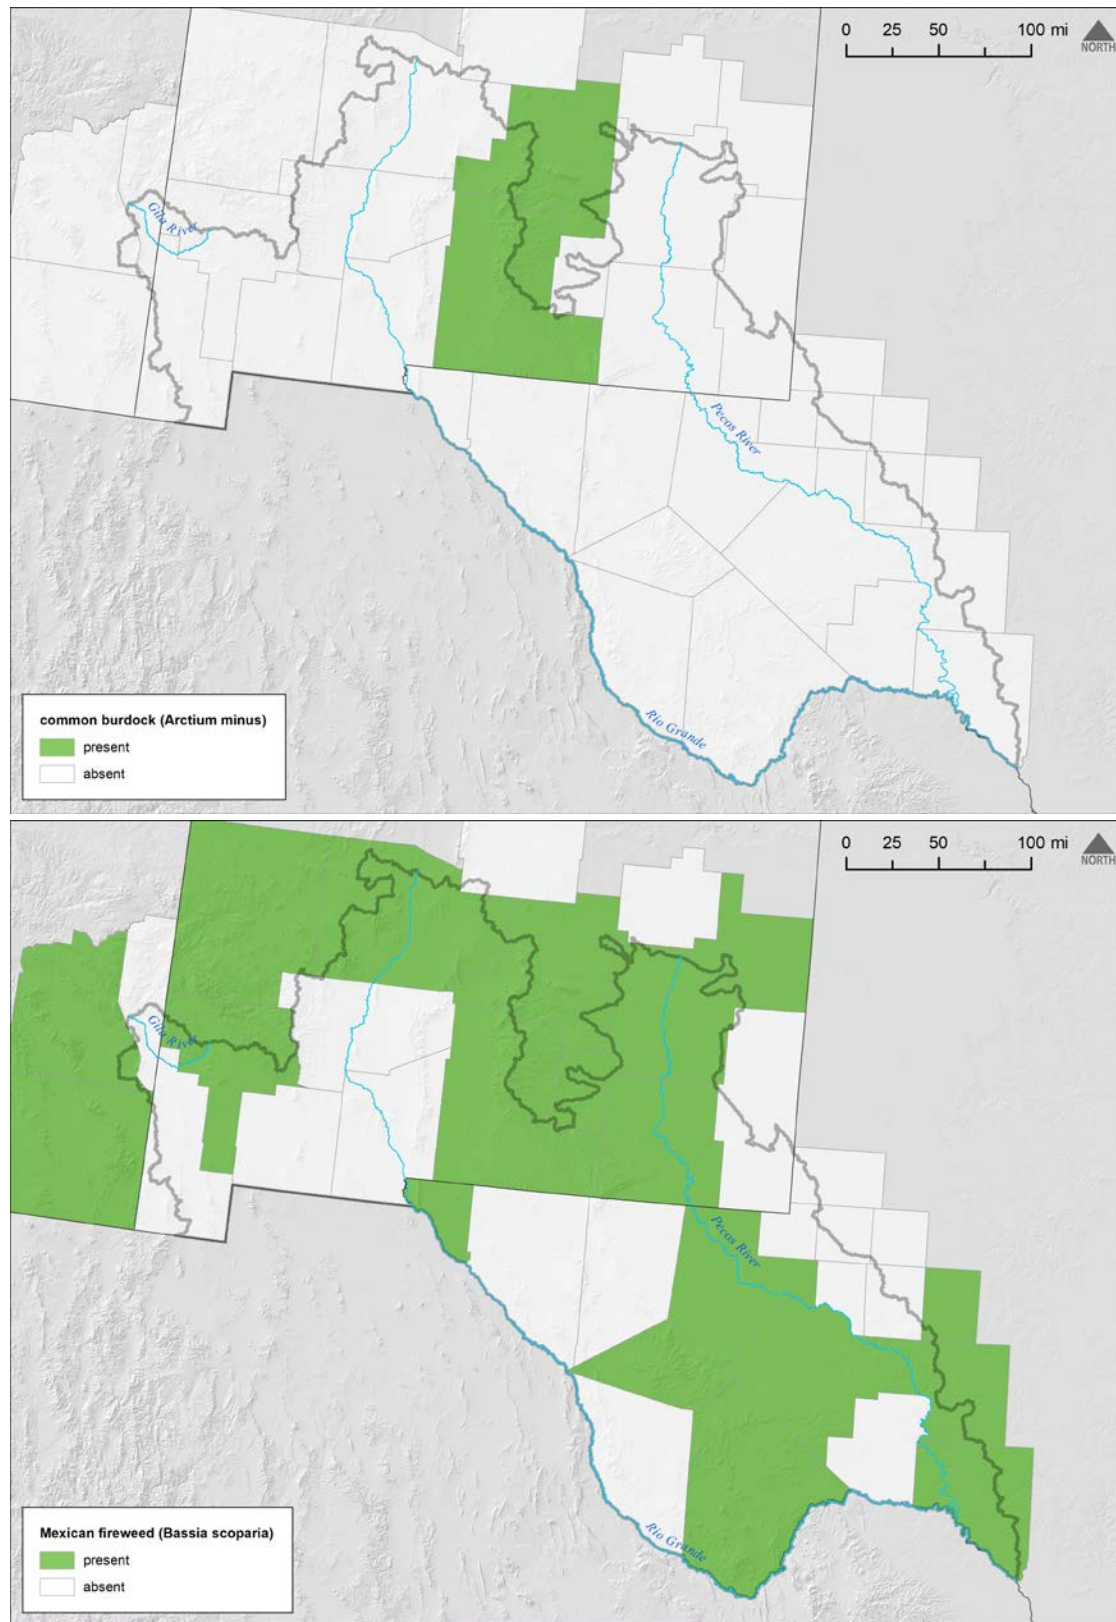 0 25 50 100 mi
NORTH
Gila River
Pecos River
Rio Grande
common burdock (Arctium minus)
present
absent
0 25 50 100 mi
NORTH
Gila River
Pecos River
Rio Grande
Mexican fireweed (Bassia scoparia)
present
absent